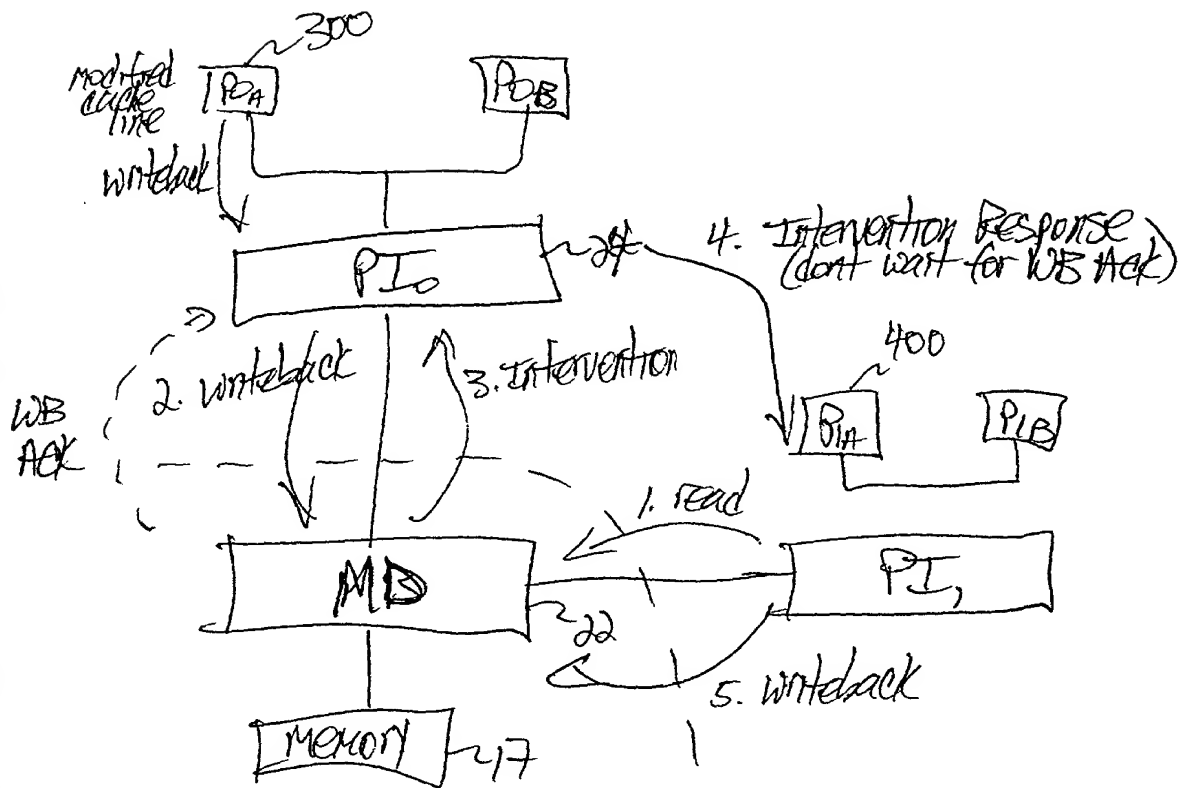 300
modified
cache
line
P0A
P0B
writeback
PI0
24
4. Intervention Response
(dont wait for WB Ack)
400
2. writeback
3. Intervention
WB
ACK
P1A
P1B
1. read
MD
PI1
22
5. writeback
memory
17